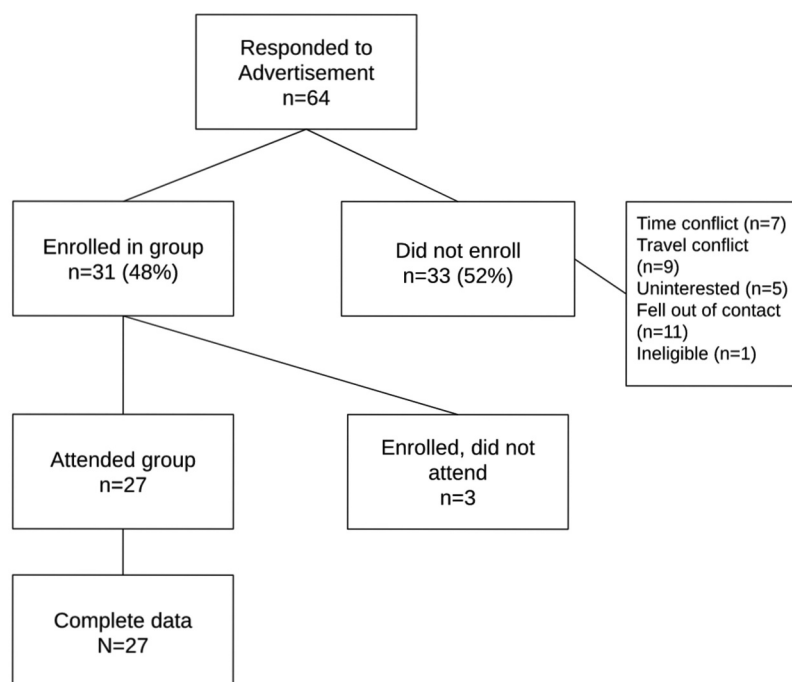 Responded to
Advertisement
n=64
Enrolled in group
n=31 (48%)
Did not enroll
n=33 (52%)
Time conflict (n=7)
Travel conflict
(n=9)
Uninterested (n=5)
Fell out of contact
(n=11)
Ineligible (n=1)
Attended group
n=27
Enrolled, did not
attend
n=3
Complete data
N=27